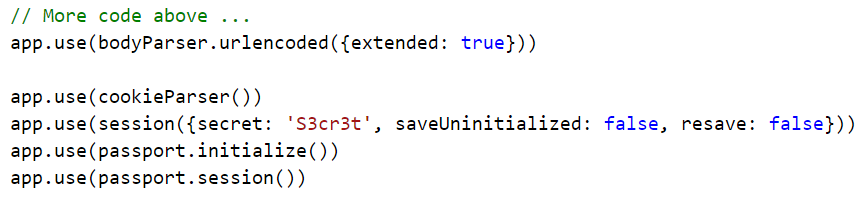 // More code above ...
app.use(bodyParser.urlencoded({extended: true}))
app.use(cookieParser())
app.use(session({secret: 'S3cr3t', saveUninitialized: false, resave: false}))
app.use(passport.initialize())
app.use(passport.session())